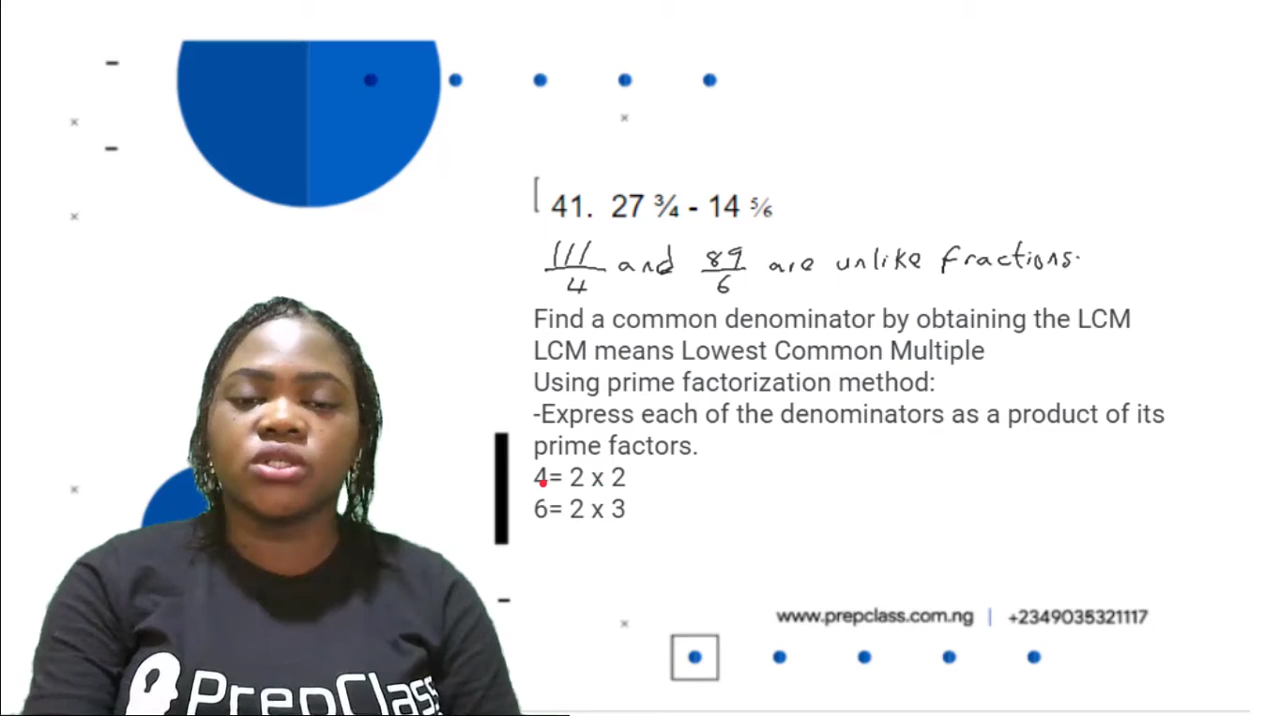 41. 27 ¾ - 14 ⅚
111/4 and 89/6 are unlike fractions.
Find a common denominator by obtaining the LCM
LCM means Lowest Common Multiple
Using prime factorization method:
-Express each of the denominators as a product of its
prime factors.
4= 2 x 2
6= 2 x 3
www.prepclass.com.ng | +2349035321117
PrepClass